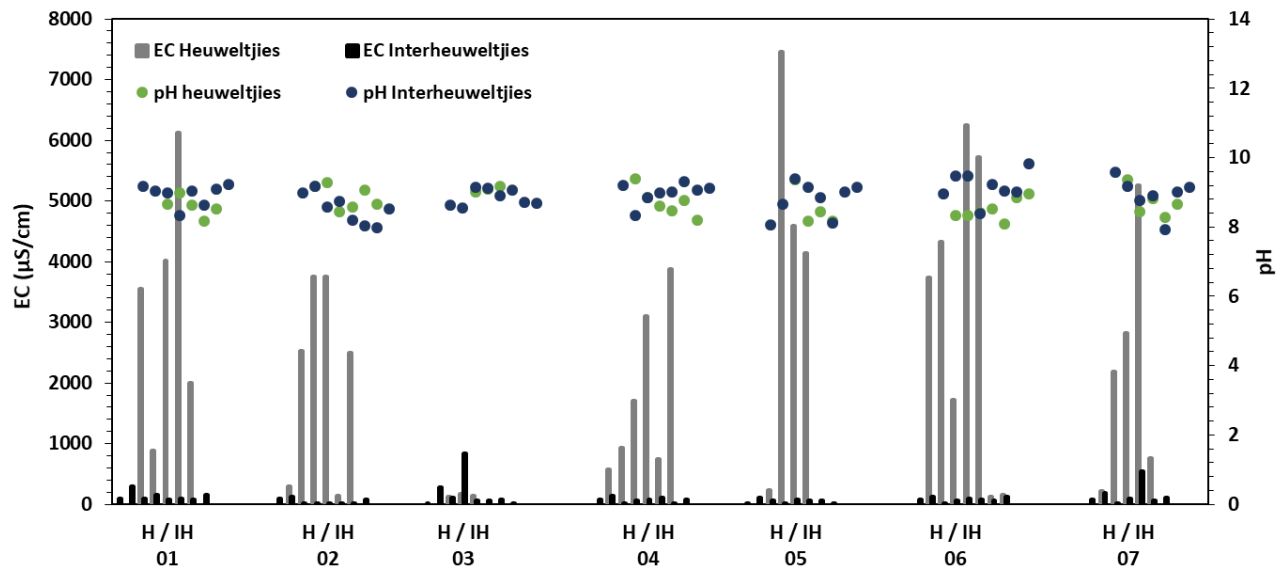 EC Heuweltjies
EC Interheuweltjies
pH heuweltjies
pH Interheuweltjies
EC (µS/cm)
8000
7000
6000
5000
4000
3000
2000
1000
0
pH
14
12
10
8
6
4
2
0
H / IH
01
H / IH
02
H / IH
03
H / IH
04
H / IH
05
H / IH
06
H / IH
07